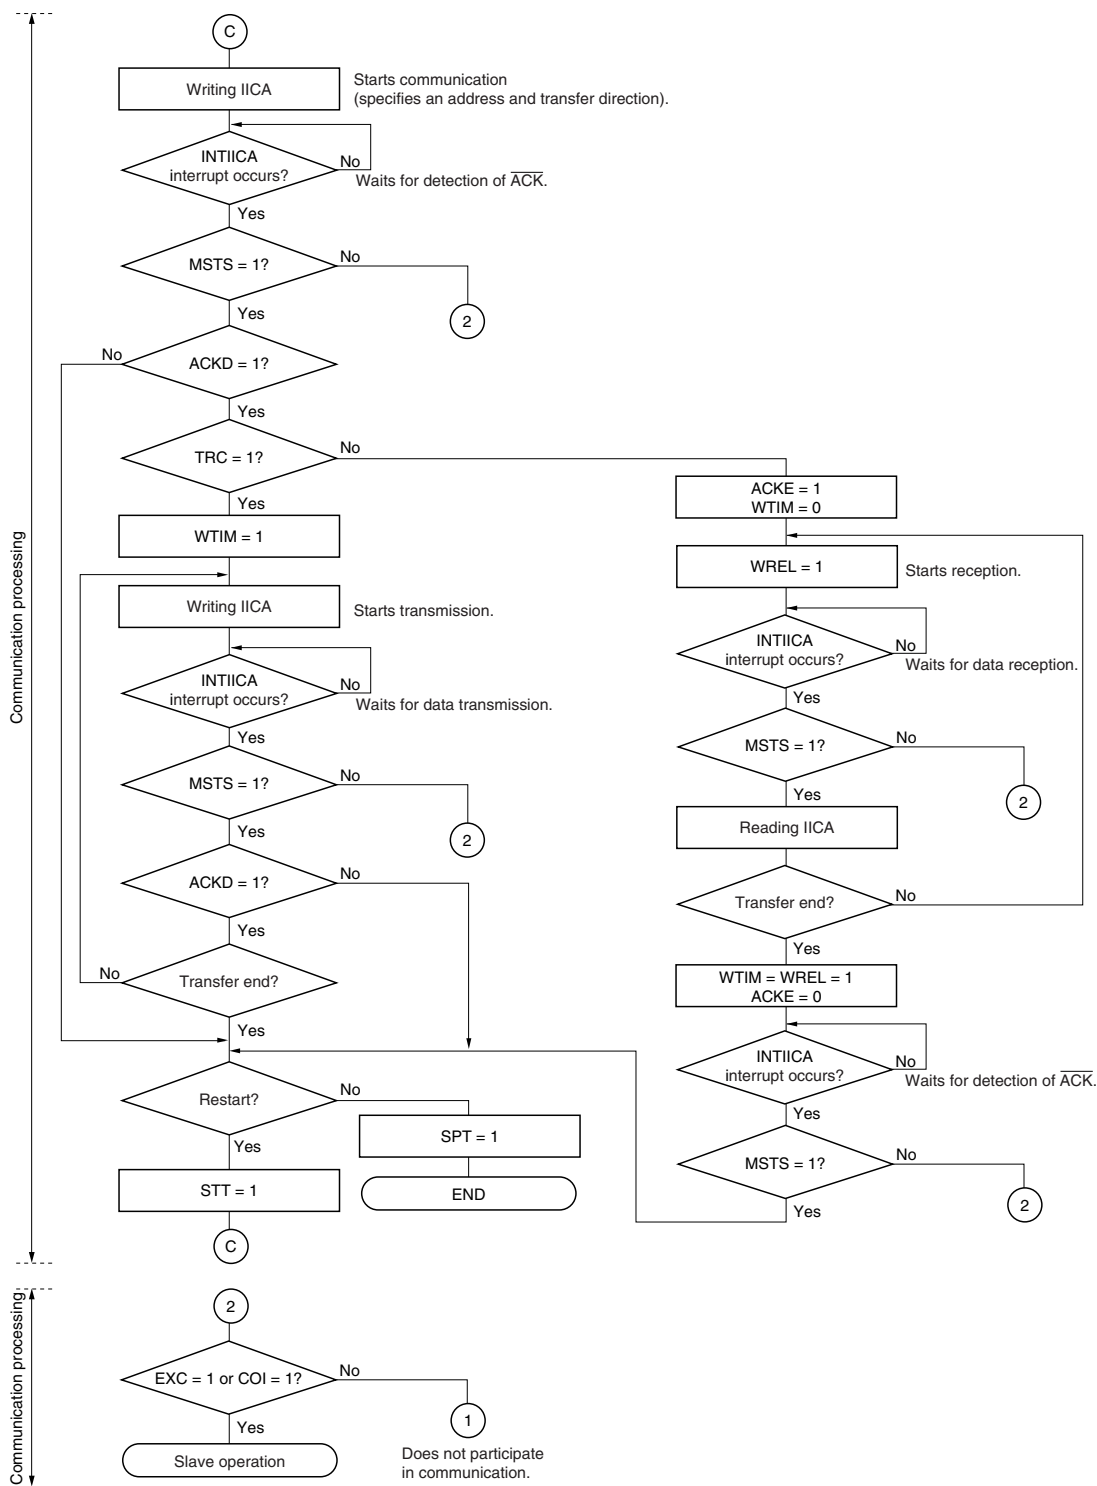 C
Writing IICA
Starts communication
(specifies an address and transfer direction).
INTIICA
interrupt occurs?
No
Waits for detection of ACK.
Yes
MSTS = 1?
No
2
Yes
ACKD = 1?
No
Yes
TRC = 1?
No
Yes
WTIM = 1
Writing IICA
Starts transmission.
INTIICA
interrupt occurs?
No
Waits for data transmission.
Yes
MSTS = 1?
No
2
Yes
ACKD = 1?
No
Yes
Transfer end?
No
Yes
Restart?
No
SPT = 1
END
Yes
STT = 1
C
ACKE = 1
WTIM = 0
WREL = 1
Starts reception.
INTIICA
interrupt occurs?
No
Waits for data reception.
Yes
MSTS = 1?
No
2
Yes
Reading IICA
Transfer end?
No
Yes
WTIM = WREL = 1
ACKE = 0
INTIICA
interrupt occurs?
No
Waits for detection of ACK.
Yes
MSTS = 1?
No
2
Yes
Communication processing
2
EXC = 1 or COI = 1?
No
1
Does not participate
in communication.
Yes
Slave operation
Communication processing